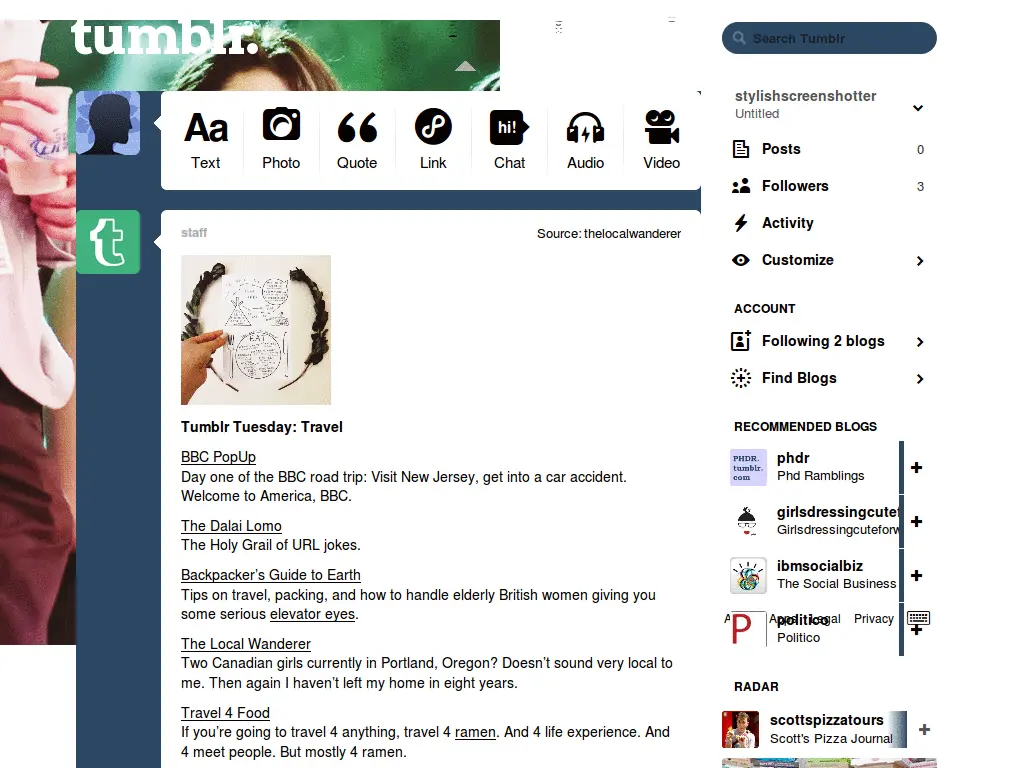 tumblr.
Search Tumblr
Aa
hi!
Text
Photo
Quote
Link
Chat
Audio
Video
stylishscreenshotter
Untitled
Posts 0
Followers 3
Activity
Customize
ACCOUNT
Following 2 blogs
Find Blogs
RECOMMENDED BLOGS
PHDR.
tumblr.
com
phdr
Phd Ramblings
girlsdressingcutef
Girlsdressingcuteforw
ibmsocialbiz
The Social Business
politico
Politico
Legal
Privacy
RADAR
scottspizzatours
Scott's Pizza Journal
t
staff
Source: thelocalwanderer
EAT
Tumblr Tuesday: Travel
BBC PopUp
Day one of the BBC road trip: Visit New Jersey, get into a car accident.
Welcome to America, BBC.
The Dalai Lomo
The Holy Grail of URL jokes.
Backpacker’s Guide to Earth
Tips on travel, packing, and how to handle elderly British women giving you
some serious elevator eyes.
The Local Wanderer
Two Canadian girls currently in Portland, Oregon? Doesn’t sound very local to
me. Then again I haven’t left my home in eight years.
Travel 4 Food
If you’re going to travel 4 anything, travel 4 ramen. And 4 life experience. And
4 meet people. But mostly 4 ramen.